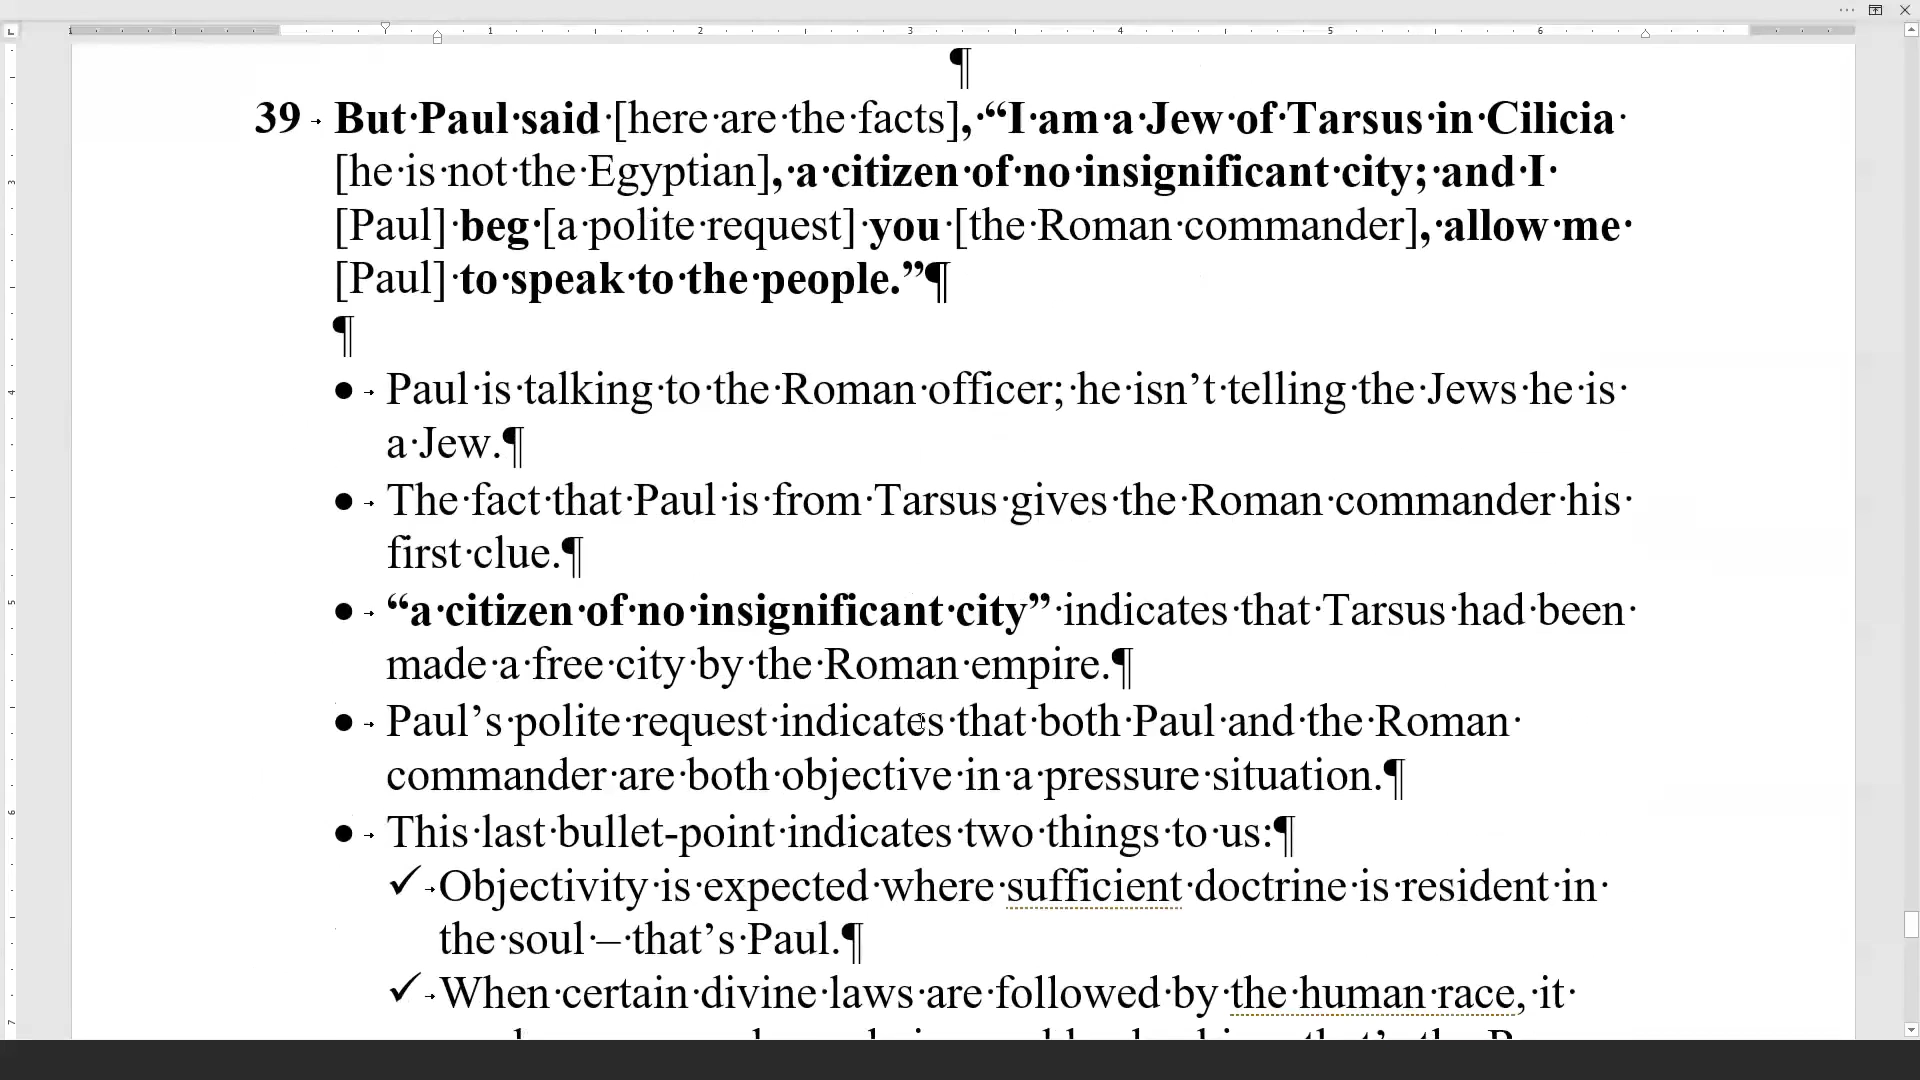 1 2 3 4 5 6
¶
39 But Paul said [here are the facts], “I am a Jew of Tarsus in Cilicia
[he is not the Egyptian], a citizen of no insignificant city; and I
[Paul] beg [a polite request] you [the Roman commander], allow me
[Paul] to speak to the people.”¶
¶
● Paul is talking to the Roman officer; he isn’t telling the Jews he is
a Jew.¶
● The fact that Paul is from Tarsus gives the Roman commander his
first clue.¶
● “a citizen of no insignificant city” indicates that Tarsus had been
made a free city by the Roman empire.¶
● Paul’s polite request indicates that both Paul and the Roman
commander are both objective in a pressure situation.¶
● This last bullet-point indicates two things to us:¶
✓ Objectivity is expected where sufficient doctrine is resident in
the soul – that’s Paul.¶
✓ When certain divine laws are followed by the human race, it